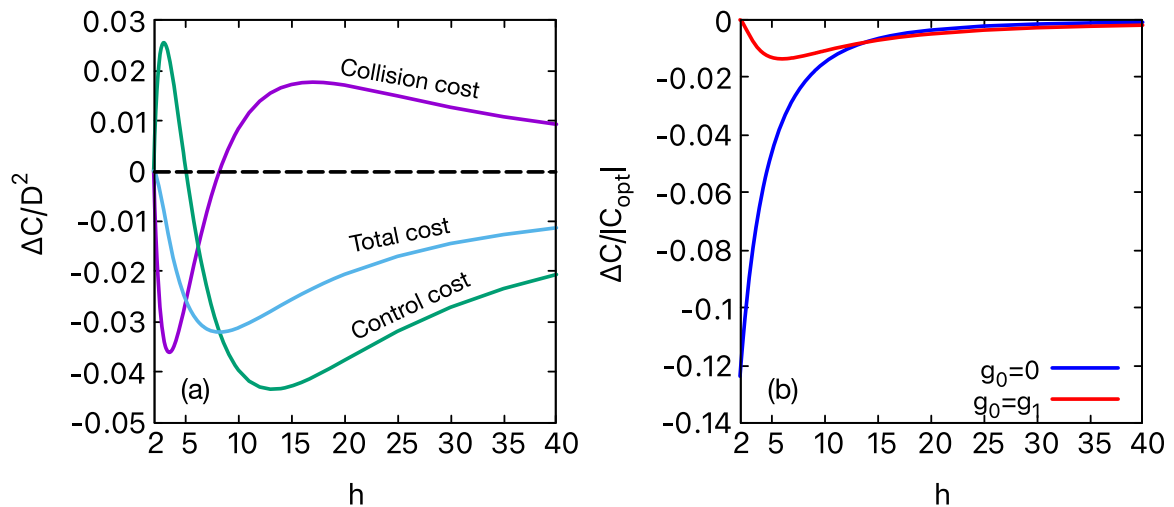 0.03
0.02
0.01
0
-0.01
-0.02
-0.03
-0.04
-0.05
ΔC/D²
Collision cost
Total cost
Control cost
(a)
2 5 10 15 20 25 30 35 40
h
0
-0.02
-0.04
-0.06
-0.08
-0.1
-0.12
-0.14
ΔC/|C_opt|
g₀=0
g₀=g₁
(b)
2 5 10 15 20 25 30 35 40
h